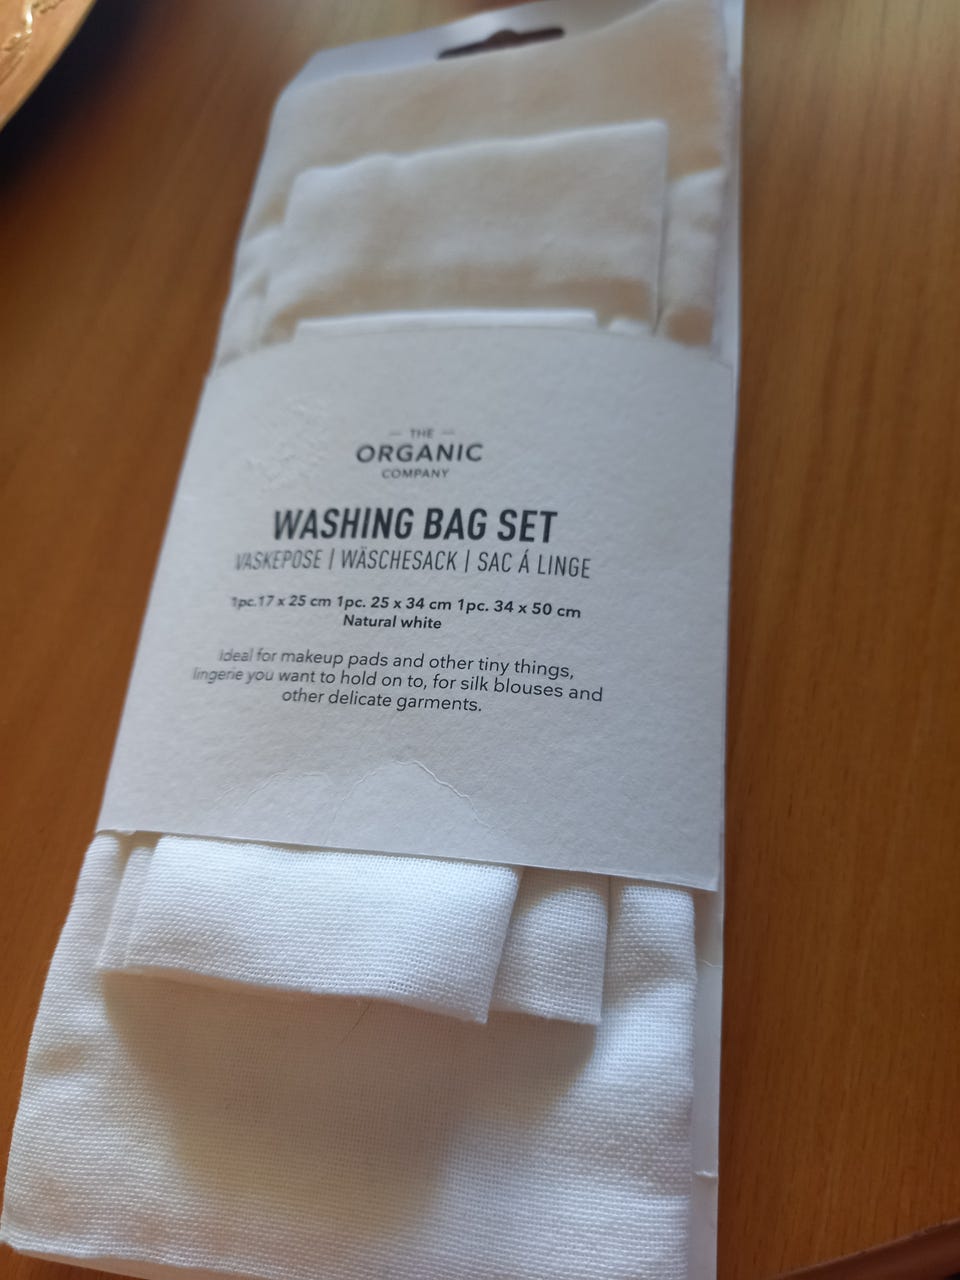 — THE —
ORGANIC
COMPANY
WASHING BAG SET
VASKEPOSE | WÄSCHESACK | SAC Á LINGE
1pc.17 x 25 cm 1pc. 25 x 34 cm 1pc. 34 x 50 cm
Natural white
Ideal for makeup pads and other tiny things,
lingerie you want to hold on to, for silk blouses and
other delicate garments.